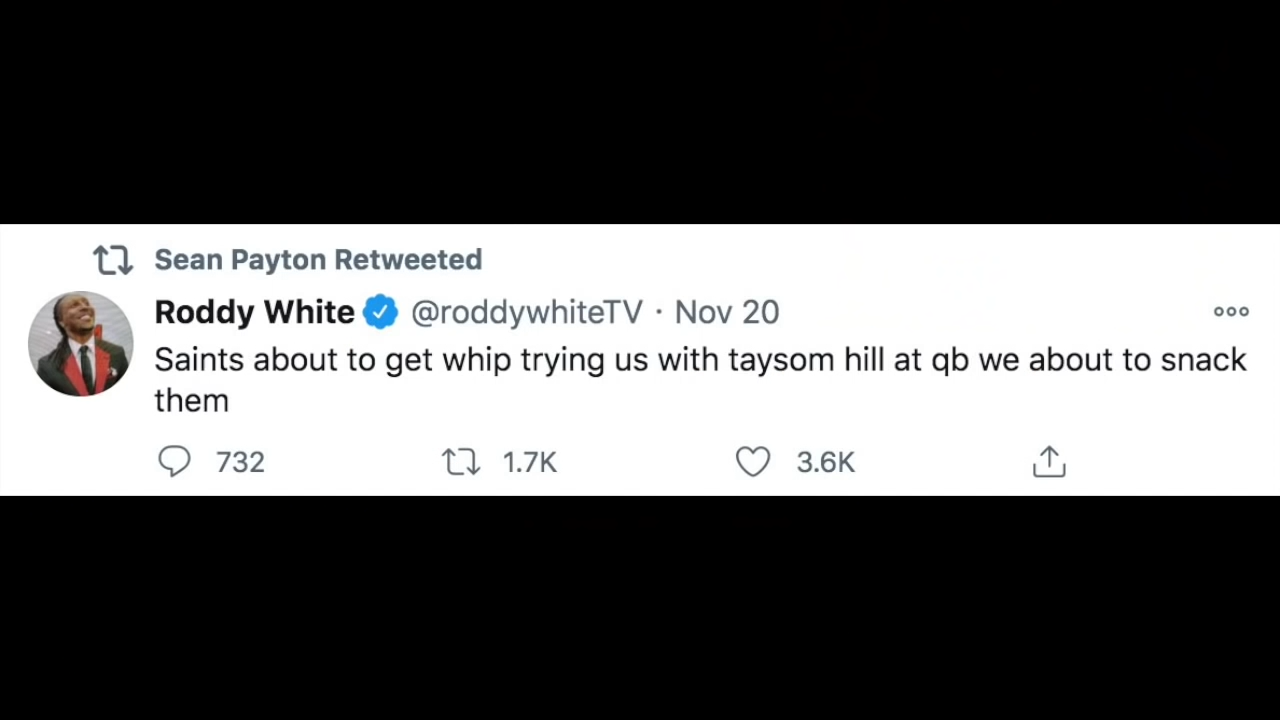 Sean Payton Retweeted
Roddy White @roddywhiteTV · Nov 20
Saints about to get whip trying us with taysom hill at qb we about to snack
them
732 1.7K 3.6K